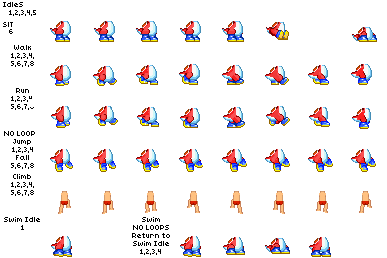 IdleS
1,2,3,4,5
SIT
6
Walk
1,2,3,4,
5,6,7,8
Run
1,2,3,4
5,6,7,8
NO LOOP
Jump
1,2,3,4
Fall
5,6,7,8
Climb
1,2,3,4,
5,6,7,8
Swim Idle
1
Swim
NO LOOPS
Return to
Swim Idle
1,2,3,4